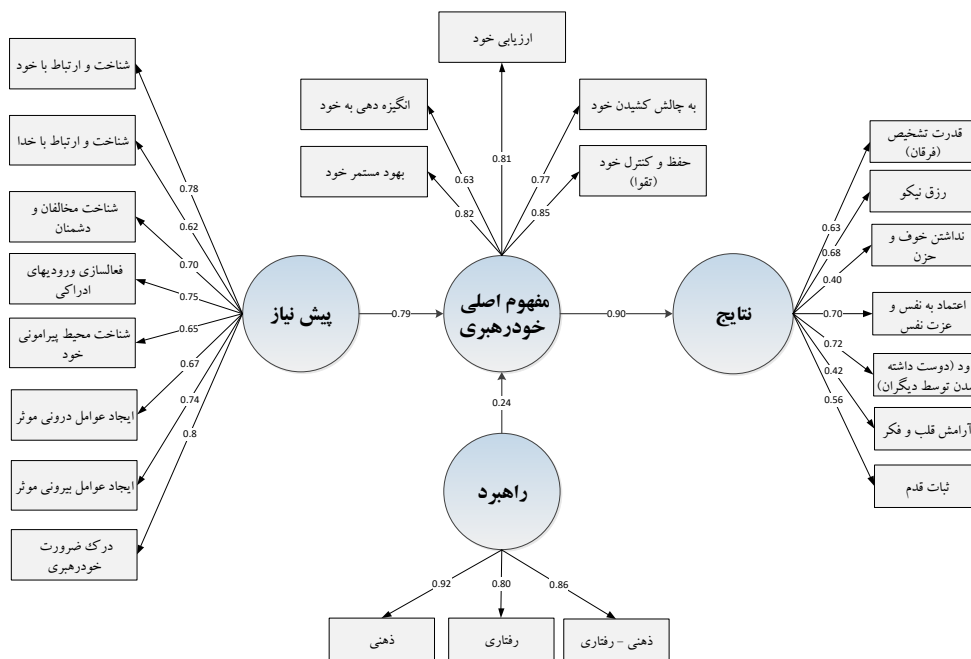 ارزیابی خود
انگیزه دهی به خود
به چالش کشیدن خود
بهود مستمر خود
حفظ و کنترل خود
(تقوا)
0.81
0.63
0.77
0.82
0.85
شناخت و ارتباط با خود
شناخت و ارتباط با خدا
شناخت مخالفان و
دشمنان
فعالسازی ورودیهای
ادراکی
شناخت محیط پیرامونی
خود
ایجاد عوامل درونی موثر
ایجاد عوامل بیرونی موثر
درک ضرورت
خودرهبری
0.78
0.62
0.70
0.75
0.65
0.67
0.74
0.8
پیش نیاز
0.79
مفهوم اصلی
خودرهبری
0.90
نتایج
0.24
راهبرد
قدرت تشخیص
(فرقان)
رزق نیکو
نداشتن خوف و
حزن
اعتماد به نفس و
عزت نفس
ود (دوست داشته
شدن توسط دیگران)
آرامش قلب و فکر
ثبات قدم
0.63
0.68
0.40
0.70
0.72
0.42
0.56
0.92
0.80
0.86
ذهنی
رفتاری
ذهنی – رفتاری